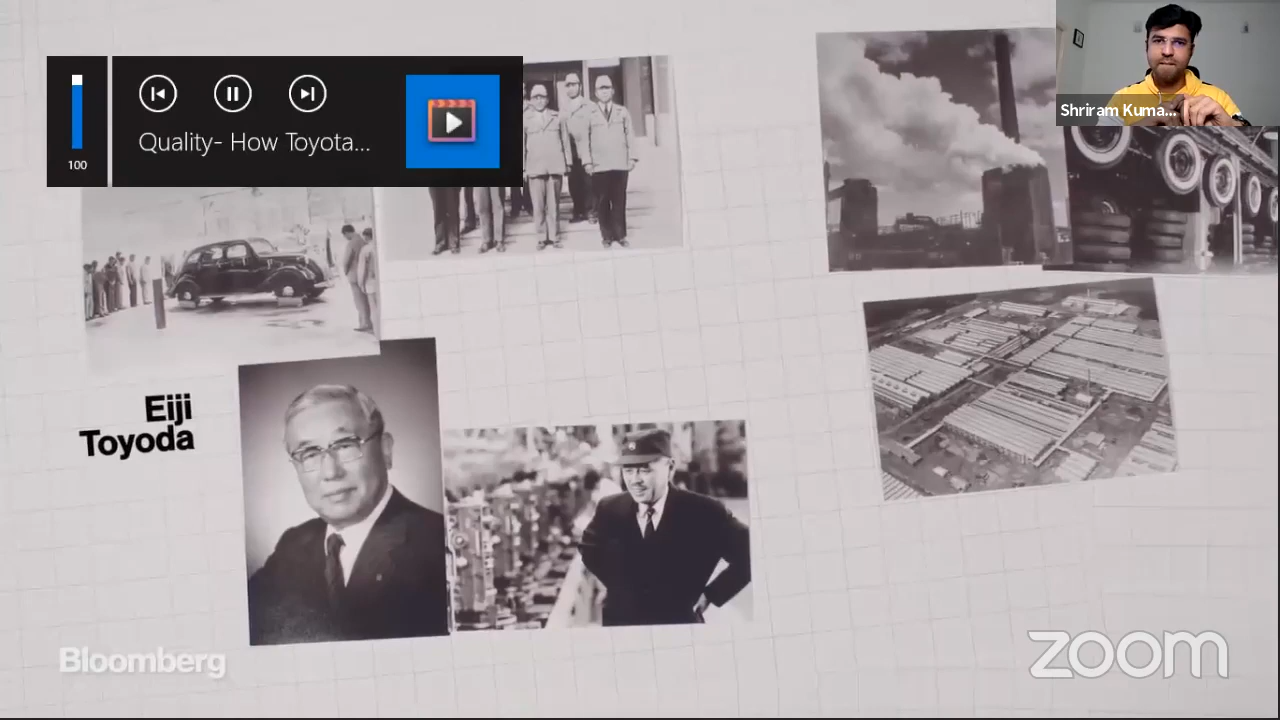 Shriram Kuma...
Quality- How Toyota...
100
Eiji
Toyoda
Bloomberg
zoom